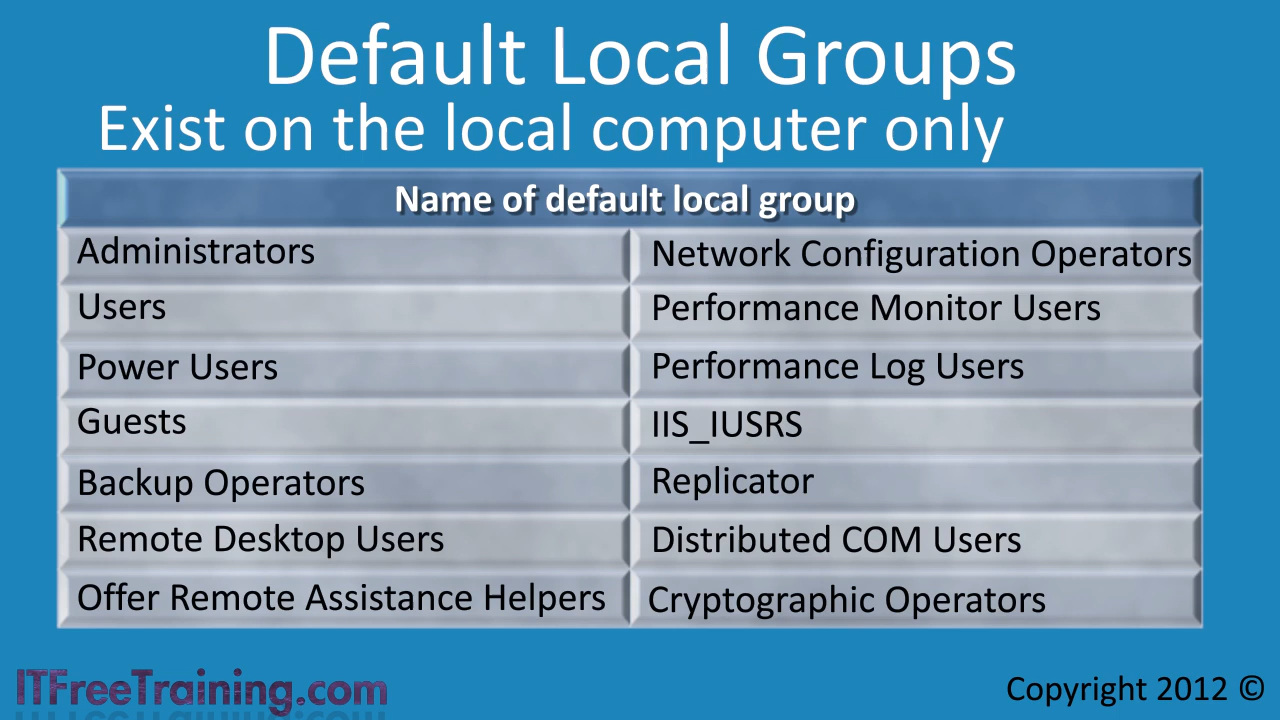 Default Local Groups
Exist on the local computer only
Name of default local group
Administrators
Network Configuration Operators
Users
Performance Monitor Users
Power Users
Performance Log Users
Guests
IIS_IUSRS
Backup Operators
Replicator
Remote Desktop Users
Distributed COM Users
Offer Remote Assistance Helpers
Cryptographic Operators
ITFreeTraining.com
Copyright 2012 ©